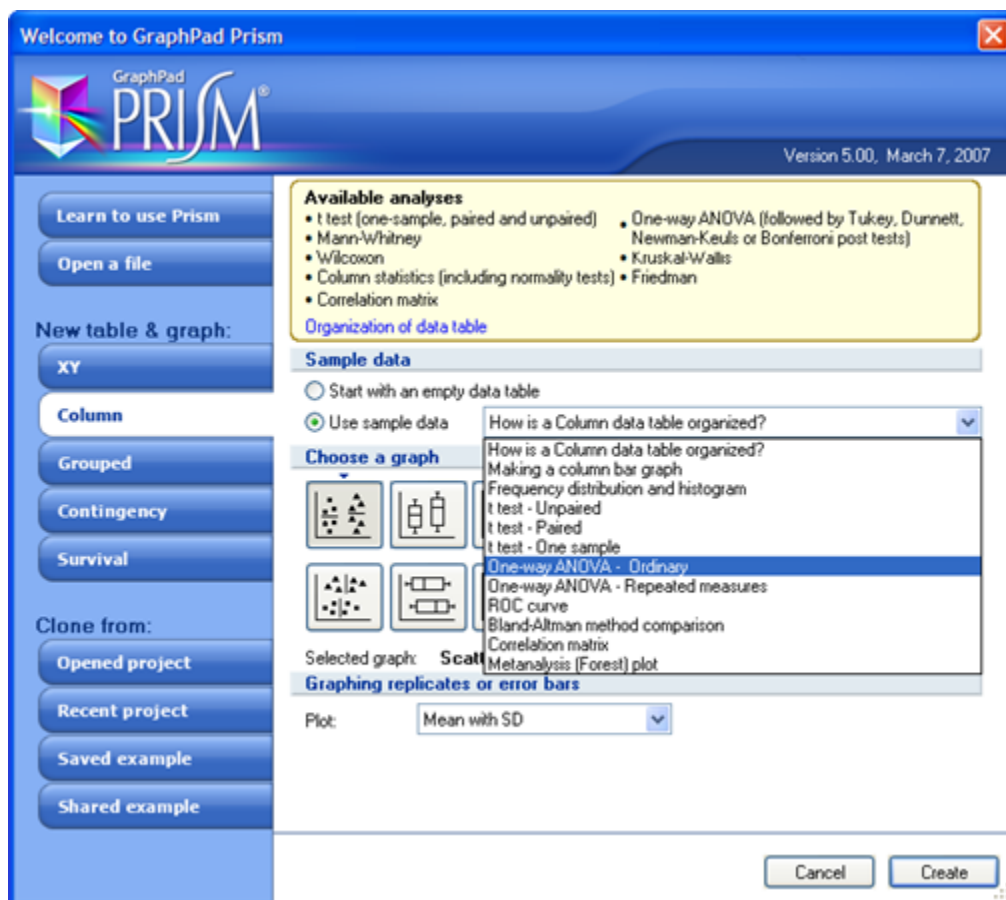 Welcome to GraphPad Prism
GraphPad
PRISM®
Version 5.00, March 7, 2007
Learn to use Prism
Open a file
New table & graph:
XY
Column
Grouped
Contingency
Survival
Clone from:
Opened project
Recent project
Saved example
Shared example
Available analyses
• t test (one-sample, paired and unpaired)
• Mann-Whitney
• Wilcoxon
• Column statistics (including normality tests)
• Correlation matrix
• One-way ANOVA (followed by Tukey, Dunnett,
Newman-Keuls or Bonferroni post tests)
• Kruskal-Wallis
• Friedman
Organization of data table
Sample data
Start with an empty data table
Use sample data
How is a Column data table organized?
How is a Column data table organized?
Making a column bar graph
Frequency distribution and histogram
t test - Unpaired
t test - Paired
t test - One sample
One-way ANOVA - Ordinary
One-way ANOVA - Repeated measures
ROC curve
Bland-Altman method comparison
Correlation matrix
Metanalysis (Forest) plot
Choose a graph
Selected graph: Scatt
Graphing replicates or error bars
Plot: Mean with SD
Cancel
Create